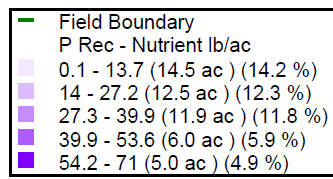 Field Boundary
P Rec - Nutrient lb/ac
0.1 - 13.7 (14.5 ac ) (14.2 %)
14 - 27.2 (12.5 ac ) (12.3 %)
27.3 - 39.9 (11.9 ac ) (11.8 %)
39.9 - 53.6 (6.0 ac ) (5.9 %)
54.2 - 71 (5.0 ac ) (4.9 %)